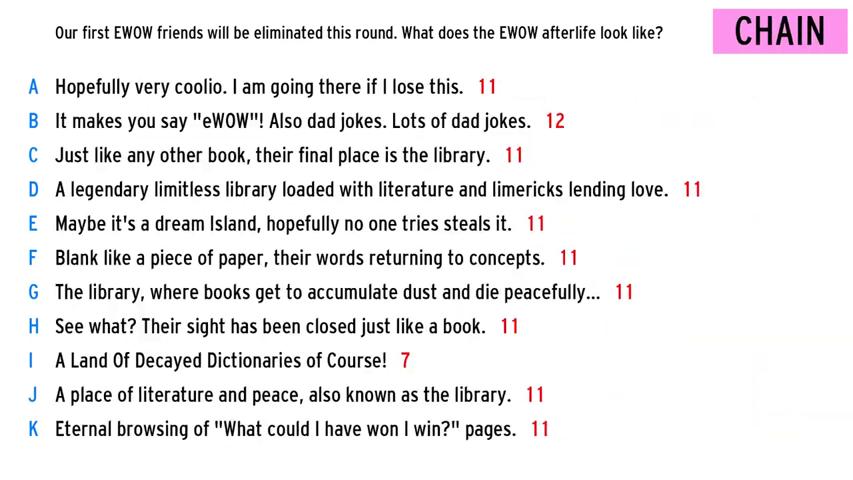 Our first EWOW friends will be eliminated this round. What does the EWOW afterlife look like?
CHAIN
A Hopefully very coolio. I am going there if I lose this. 11
B It makes you say "eWOW"! Also dad jokes. Lots of dad jokes. 12
C Just like any other book, their final place is the library. 11
D A legendary limitless library loaded with literature and limericks lending love. 11
E Maybe it's a dream Island, hopefully no one tries steals it. 11
F Blank like a piece of paper, their words returning to concepts. 11
G The library, where books get to accumulate dust and die peacefully... 11
H See what? Their sight has been closed just like a book. 11
I A Land Of Decayed Dictionaries of Course! 7
J A place of literature and peace, also known as the library. 11
K Eternal browsing of "What could I have won I win?" pages. 11